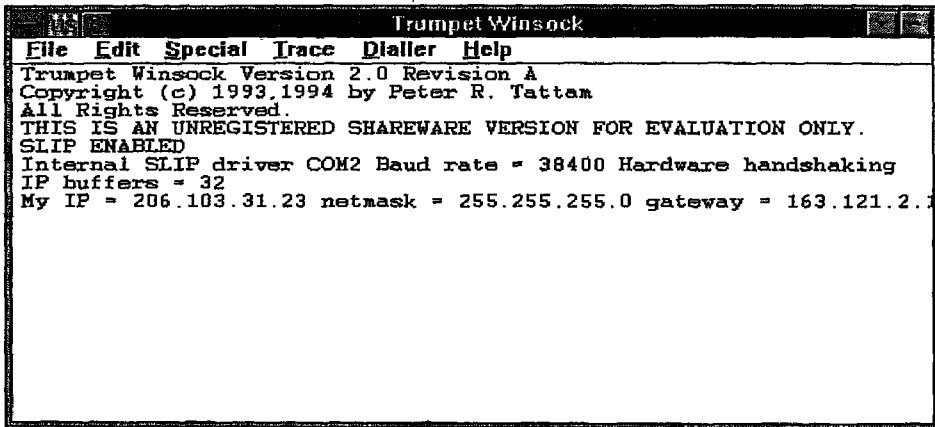 Trumpet Winsock
File Edit Special Trace Dialler Help
Trumpet Winsock Version 2.0 Revision A
Copyright (c) 1993,1994 by Peter R. Tattam
All Rights Reserved.
THIS IS AN UNREGISTERED SHAREWARE VERSION FOR EVALUATION ONLY.
SLIP ENABLED
Internal SLIP driver COM2 Baud rate = 38400 Hardware handshaking
IP buffers = 32
My IP = 206.103.31.23 netmask = 255.255.255.0 gateway = 163.121.2.1